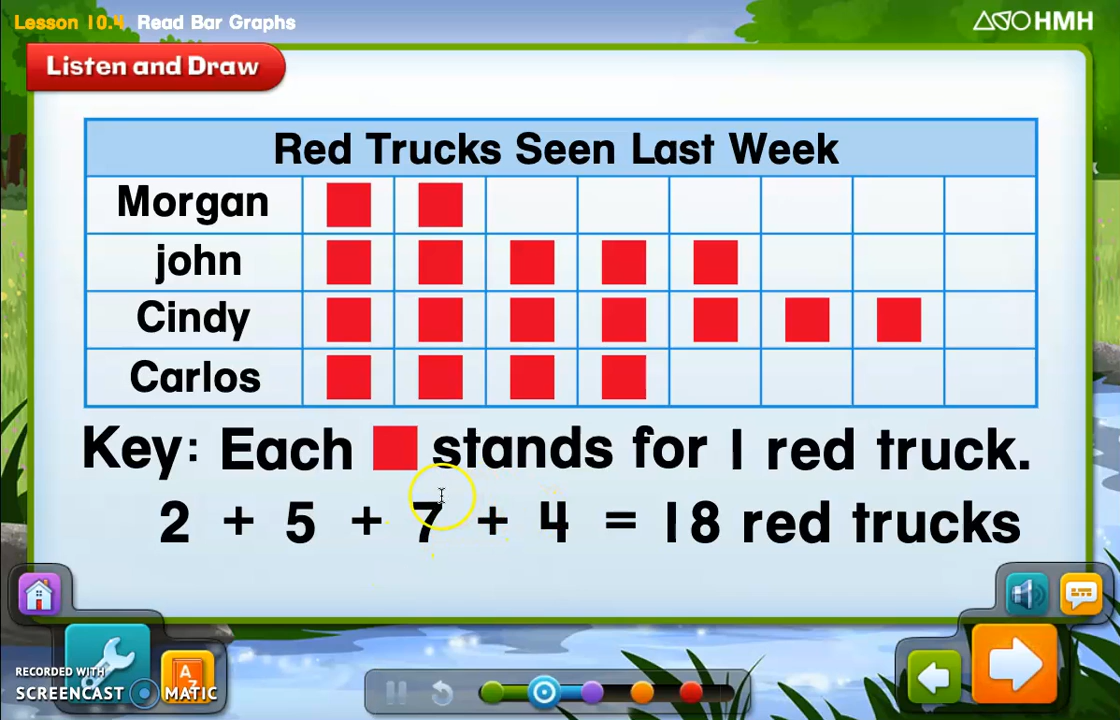 Lesson 10.4 Read Bar Graphs
HMH
Listen and Draw
Red Trucks Seen Last Week
Morgan
john
Cindy
Carlos
Key: Each stands for 1 red truck.
2 + 5 + 7 + 4 = 18 red trucks
A Z
RECORDED WITH
SCREENCAST MATIC